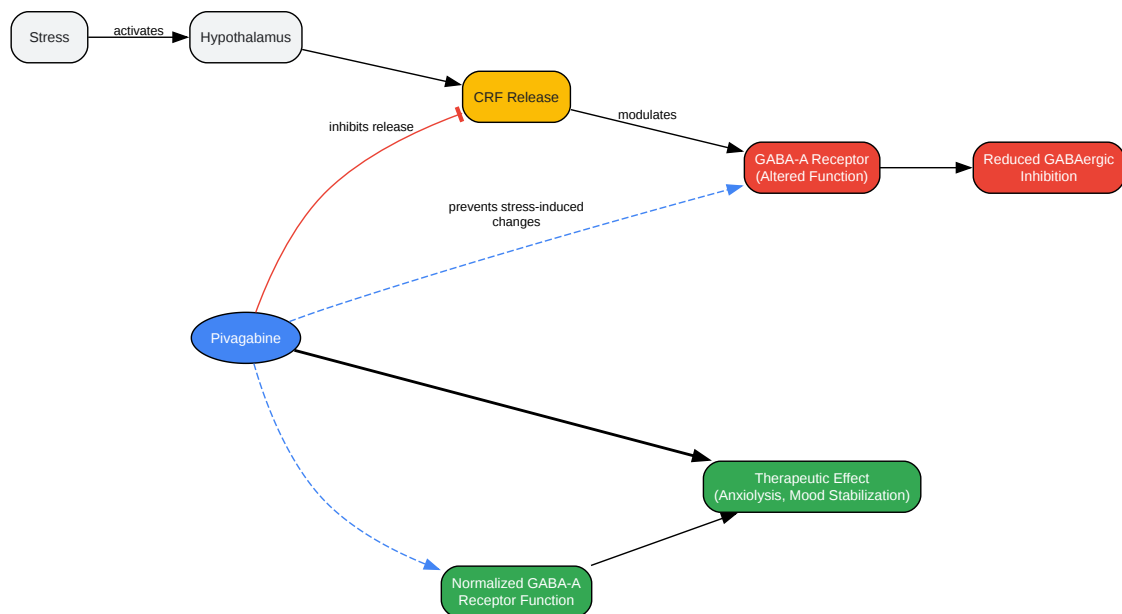 Stress
activates
Hypothalamus
CRF Release
inhibits release
modulates
GABA-A Receptor
(Altered Function)
Reduced GABAergic
Inhibition
prevents stress-induced
changes
Pivagabine
Therapeutic Effect
(Anxiolysis, Mood Stabilization)
Normalized GABA-A
Receptor Function